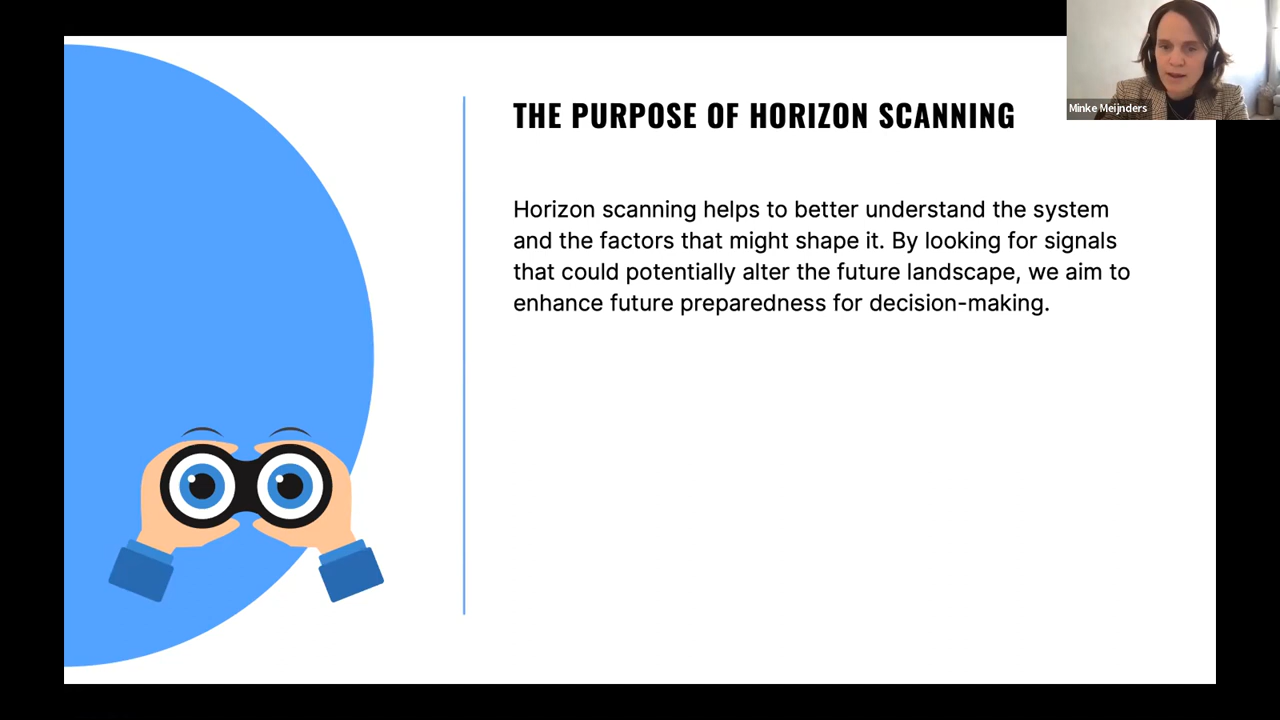 THE PURPOSE OF HORIZON SCANNING
Minke Meijnders
Horizon scanning helps to better understand the system
and the factors that might shape it. By looking for signals
that could potentially alter the future landscape, we aim to
enhance future preparedness for decision-making.